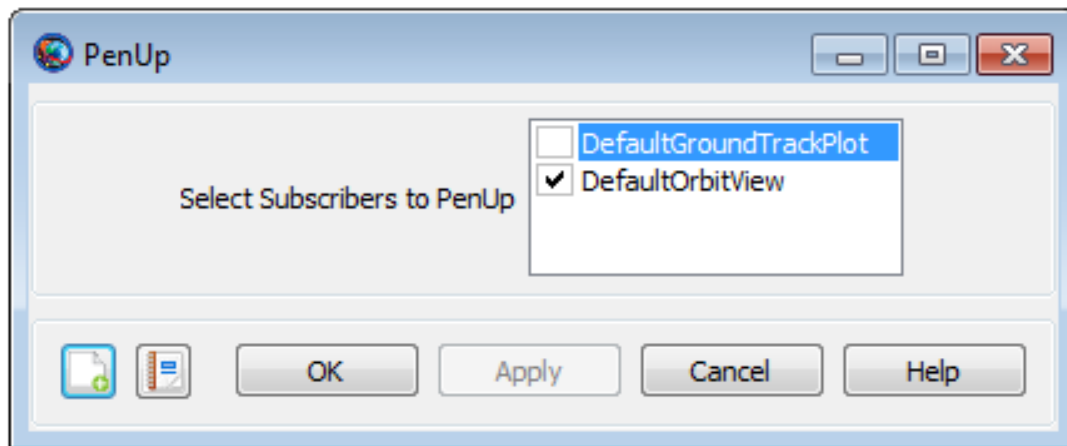 PenUp
DefaultGroundTrackPlot
Select Subscribers to PenUp
DefaultOrbitView
OK
Apply
Cancel
Help